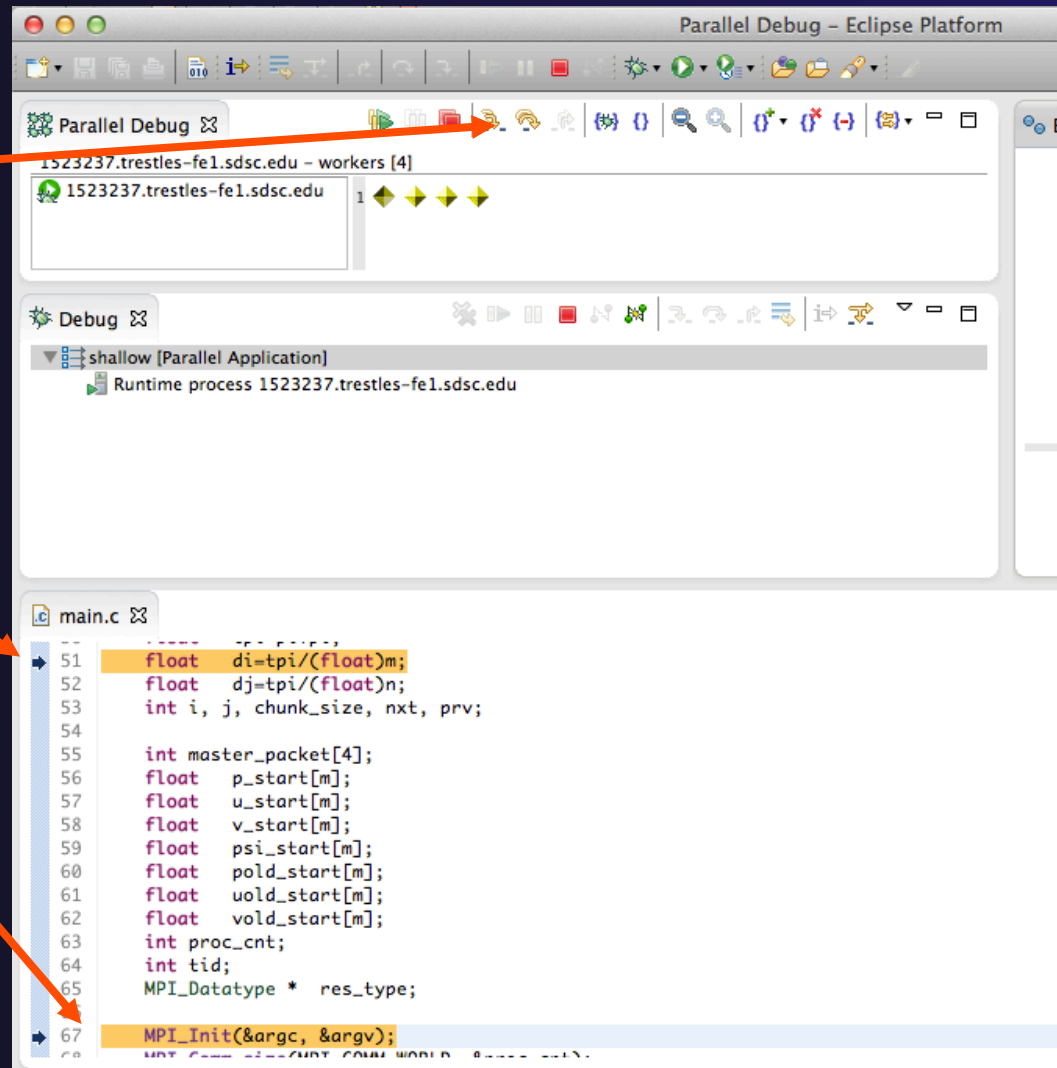 Parallel Debug – Eclipse Platform
Parallel Debug
1523237.trestles-fe1.sdsc.edu – workers [4]
1523237.trestles-fe1.sdsc.edu
1
Debug
shallow [Parallel Application]
Runtime process 1523237.trestles-fe1.sdsc.edu
main.c
51 float di=tpi/(float)m;
52 float dj=tpi/(float)n;
53 int i, j, chunk_size, nxt, prv;
54
55 int master_packet[4];
56 float p_start[m];
57 float u_start[m];
58 float v_start[m];
59 float psi_start[m];
60 float pold_start[m];
61 float uold_start[m];
62 float vold_start[m];
63 int proc_cnt;
64 int tid;
65 MPI_Datatype * res_type;
67 MPI_Init(&argc, &argv);